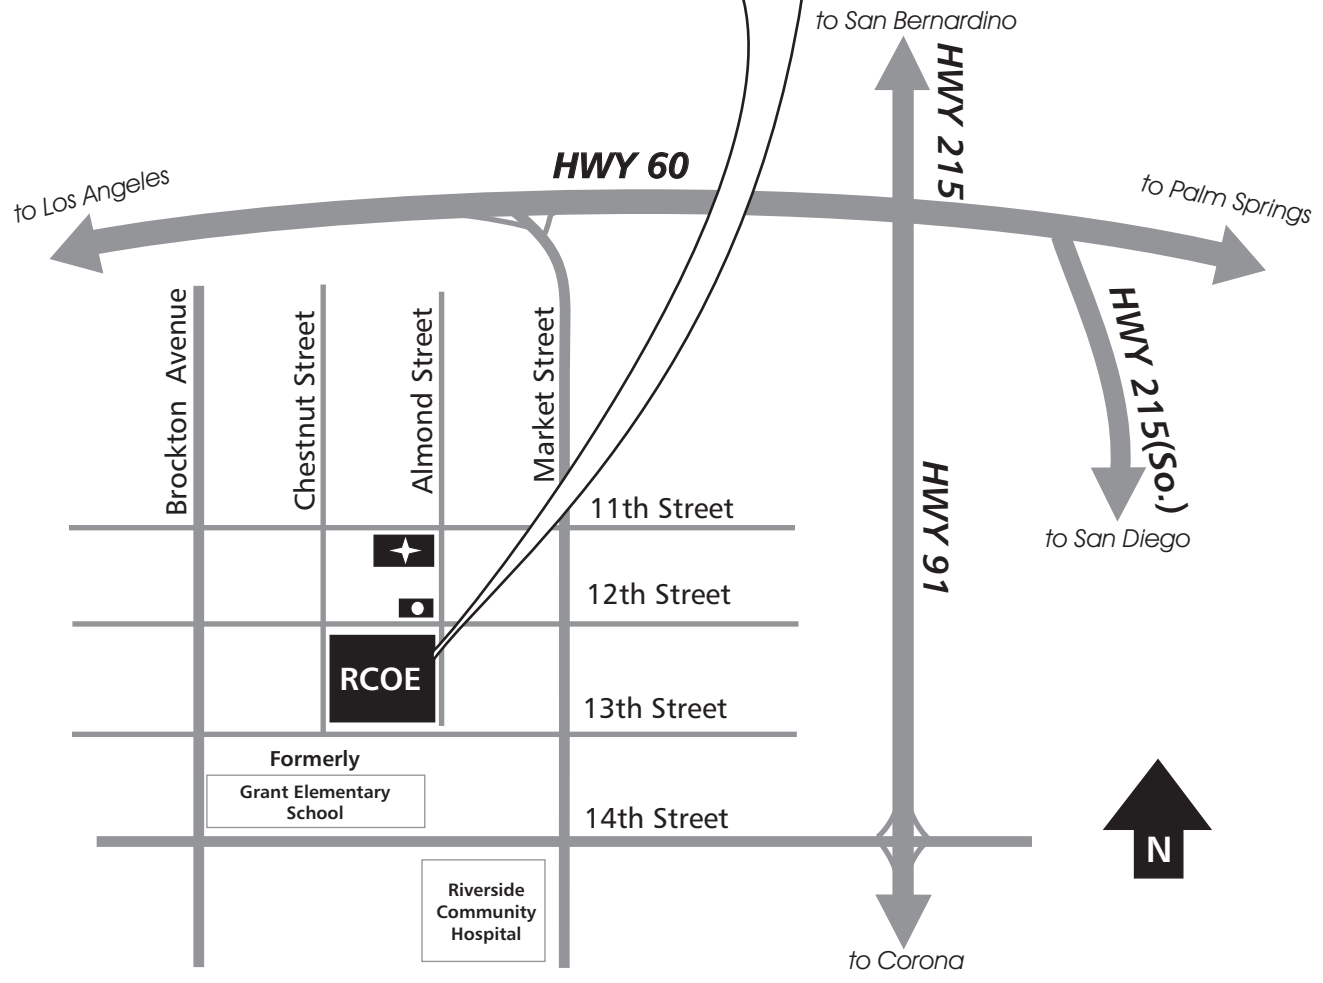 to San Bernardino
HWY 215
HWY 60
to Los Angeles
to Palm Springs
Brockton Avenue
Chestnut Street
Almond Street
Market Street
HWY 215(So.)
to San Diego
HWY 91
11th Street
12th Street
RCOE
13th Street
Formerly
Grant Elementary
School
14th Street
N
Riverside
Community
Hospital
to Corona